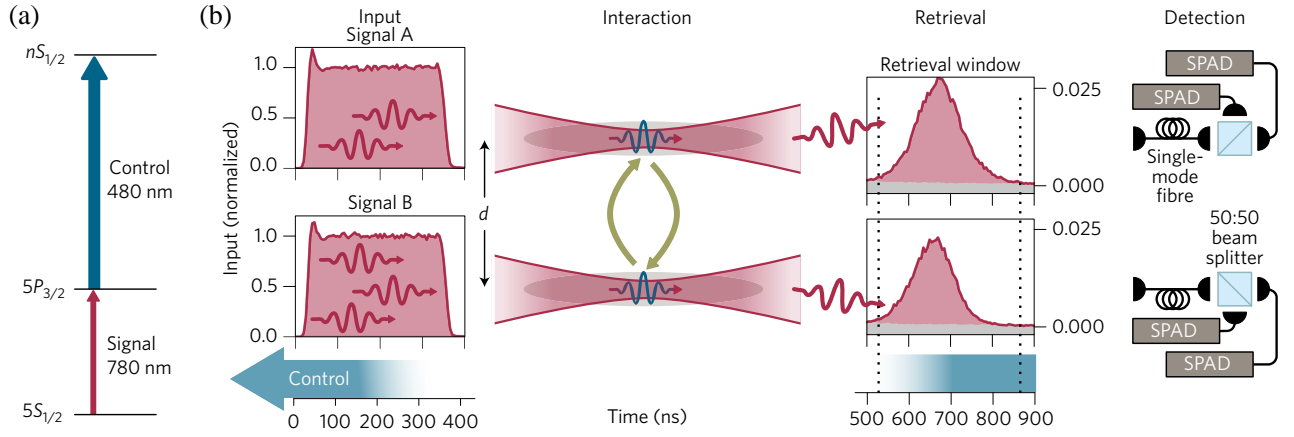 (a)
nS1/2
Control
480 nm
5P3/2
Signal
780 nm
5S1/2
(b)
Input
Interaction
Retrieval
Detection
Signal A
Input (normalized)
1.0
0.5
0.0
Signal B
1.0
0.5
0.0
Control
0 100 200 300 400
d
Time (ns)
Retrieval window
0.025
0.000
0.025
0.000
500 600 700 800 900
SPAD
SPAD
Single-
mode
fibre
50:50
beam
splitter
SPAD
SPAD